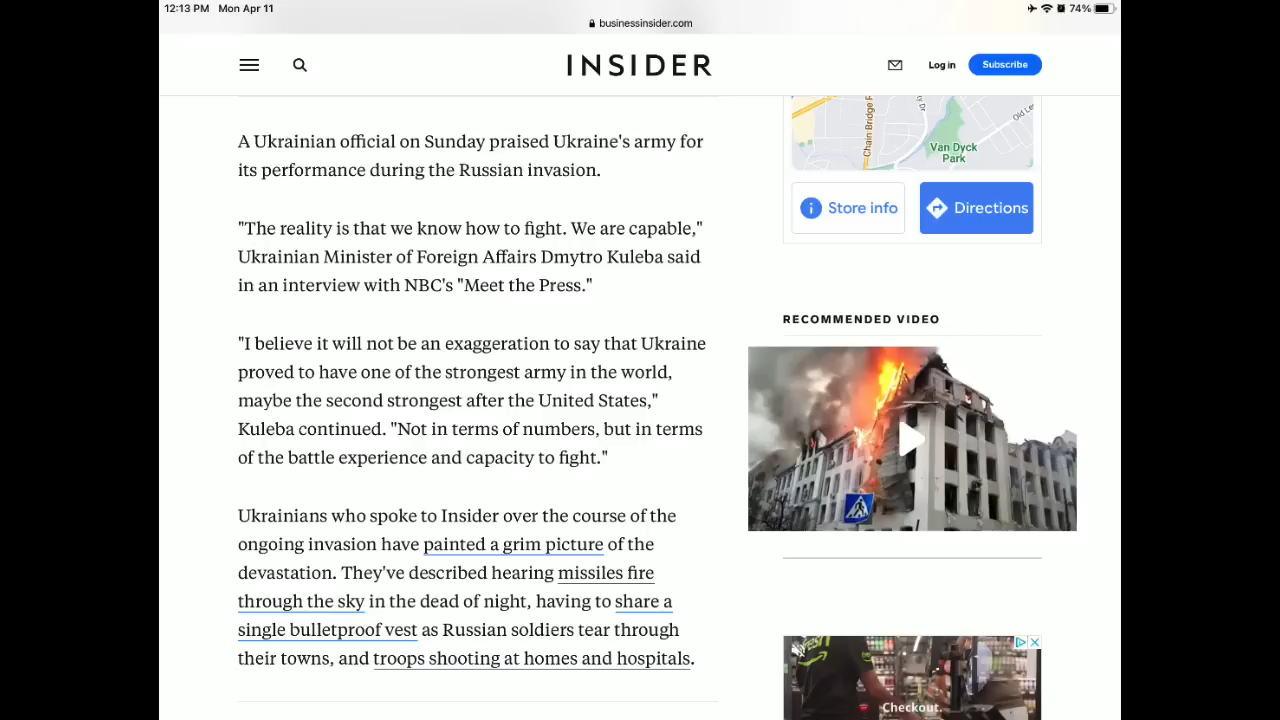 12:13 PM Mon Apr 11
74%
businessinsider.com
INSIDER
Log in
Subscribe
A Ukrainian official on Sunday praised Ukraine's army for
its performance during the Russian invasion.
"The reality is that we know how to fight. We are capable,"
Ukrainian Minister of Foreign Affairs Dmytro Kuleba said
in an interview with NBC's "Meet the Press."
"I believe it will not be an exaggeration to say that Ukraine
proved to have one of the strongest army in the world,
maybe the second strongest after the United States,"
Kuleba continued. "Not in terms of numbers, but in terms
of the battle experience and capacity to fight."
Ukrainians who spoke to Insider over the course of the
ongoing invasion have painted a grim picture of the
devastation. They've described hearing missiles fire
through the sky in the dead of night, having to share a
single bulletproof vest as Russian soldiers tear through
their towns, and troops shooting at homes and hospitals.
Chain Bridge F
y Dr
Old Le
Van Dyck
Park
Store info
Directions
RECOMMENDED VIDEO
Checkout.